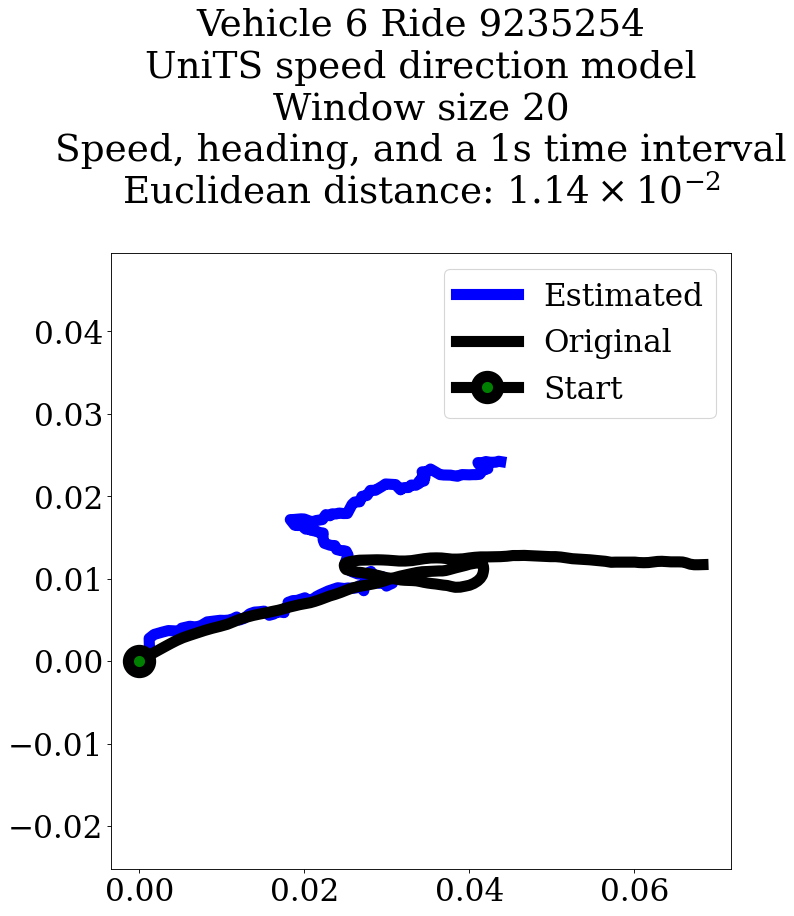 Vehicle 6 Ride 9235254
UniTS speed direction model
Window size 20
Speed, heading, and a 1s time interval
Euclidean distance: 1.14 × 10⁻²
Estimated
Original
Start
0.04
0.03
0.02
0.01
0.00
−0.01
−0.02
0.00 0.02 0.04 0.06